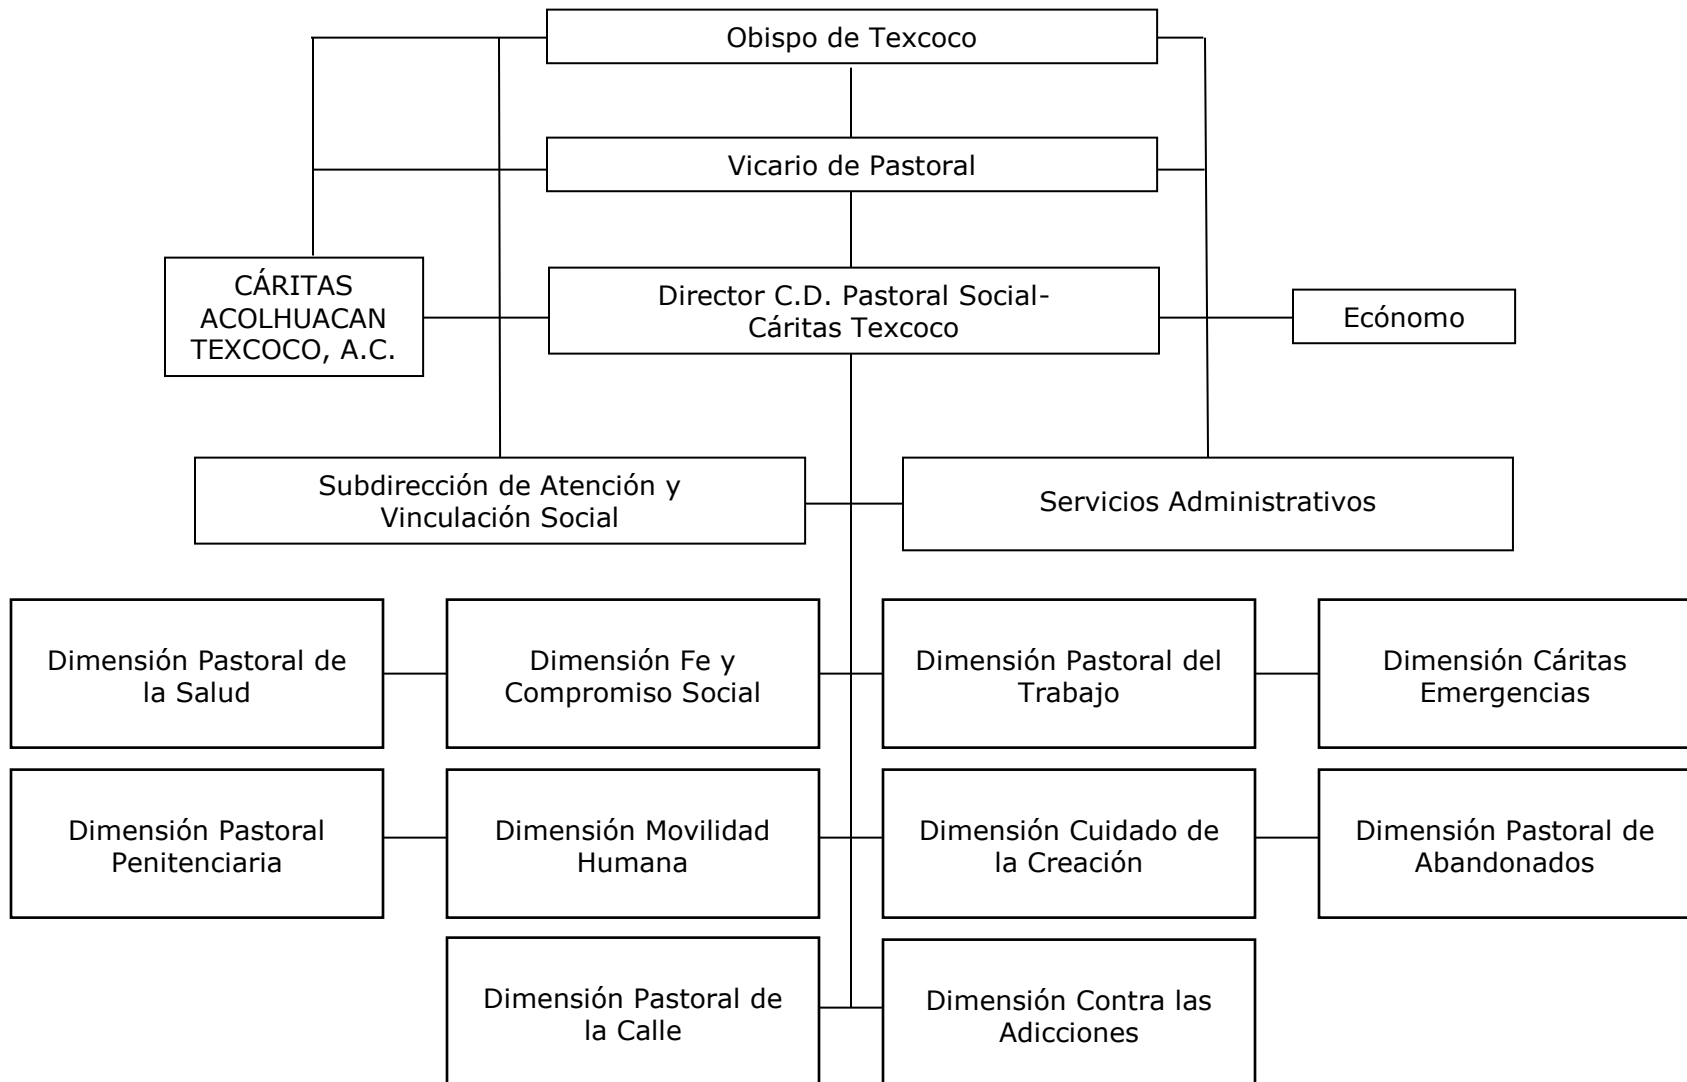 Obispo de Texcoco
Vicario de Pastoral
CÁRITAS
ACOLHUACAN
TEXCOCO, A.C.
Director C.D. Pastoral Social-
Cáritas Texcoco
Ecónomo
Subdirección de Atención y
Vinculación Social
Servicios Administrativos
Dimensión Pastoral de
la Salud
Dimensión Fe y
Compromiso Social
Dimensión Pastoral del
Trabajo
Dimensión Cáritas
Emergencias
Dimensión Pastoral
Penitenciaria
Dimensión Movilidad
Humana
Dimensión Cuidado de
la Creación
Dimensión Pastoral de
Abandonados
Dimensión Pastoral de
la Calle
Dimensión Contra las
Adicciones